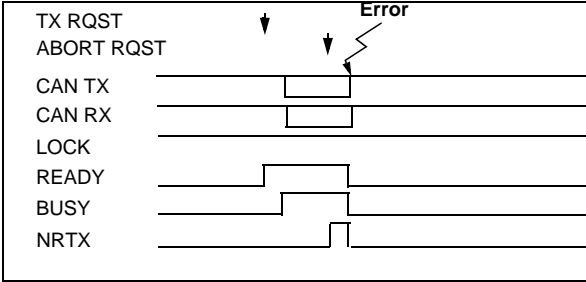 Error
TX RQST
ABORT RQST
CAN TX
CAN RX
LOCK
READY
BUSY
NRTX